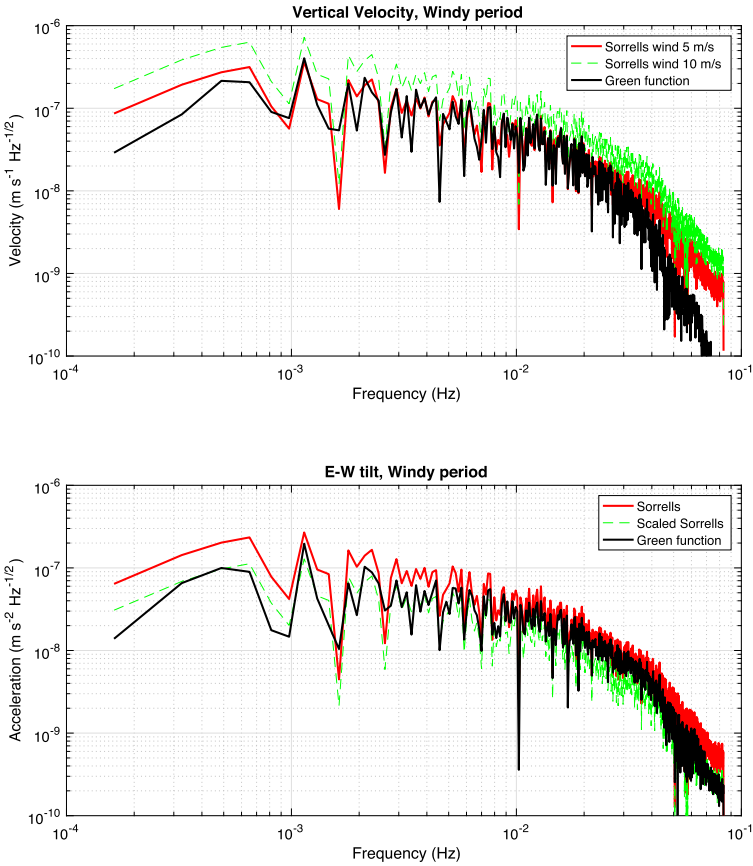 Vertical Velocity, Windy period
10^-6
10^-7
10^-8
10^-9
10^-10
Velocity (m s^-1 Hz^-1/2)
Sorrells wind 5 m/s
Sorrells wind 10 m/s
Green function
10^-4
10^-3
10^-2
10^-1
Frequency (Hz)
E-W tilt, Windy period
10^-6
10^-7
10^-8
10^-9
10^-10
Acceleration (m s^-2 Hz^-1/2)
Sorrells
Scaled Sorrells
Green function
10^-4
10^-3
10^-2
10^-1
Frequency (Hz)